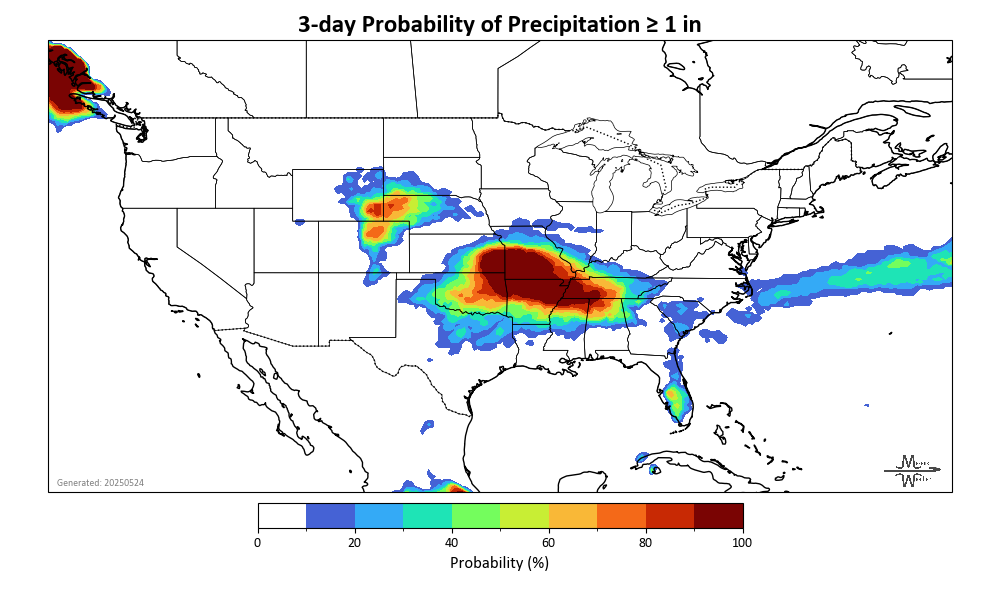 3-day Probability of Precipitation ≥ 1 in
Generated: 20250524
0 20 40 60 80 100
Probability (%)